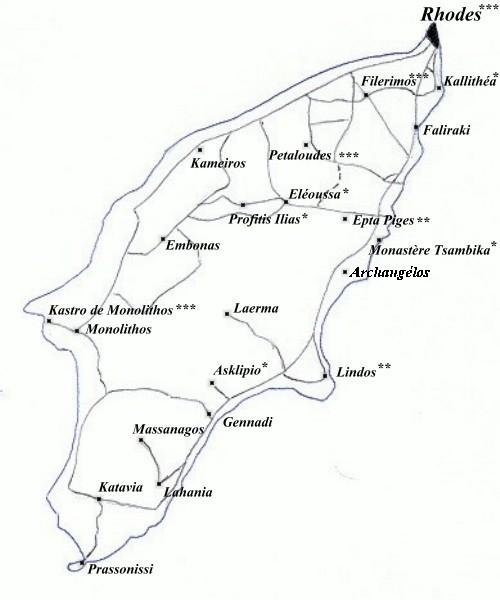 Rhodes***
Filerimos***
Kallithéa*
Faliraki
Petaloudes ***
Kameiros
Eléoussa*
Profitis Ilias*
Epta Piges**
Embonas
Monastère Tsambika*
Archangelos
Kastro de Monolithos***
Laerma
Monolithos
Asklipio*
Lindos**
Gennadi
Massanagos
Katavia
Lahania
Prassonissi